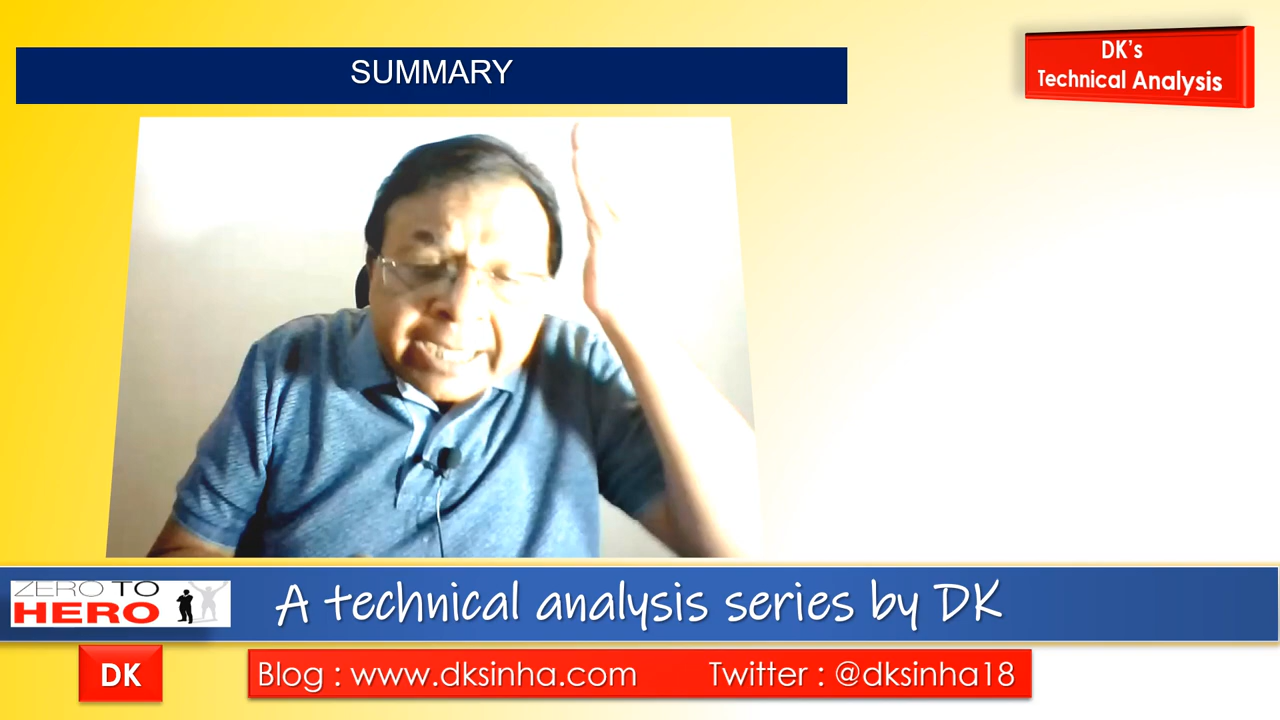 SUMMARY
DK's
Technical Analysis
ZERO TO
HERO
A technical analysis series by DK
DK
Blog : www.dksinha.com
Twitter : @dksinha18